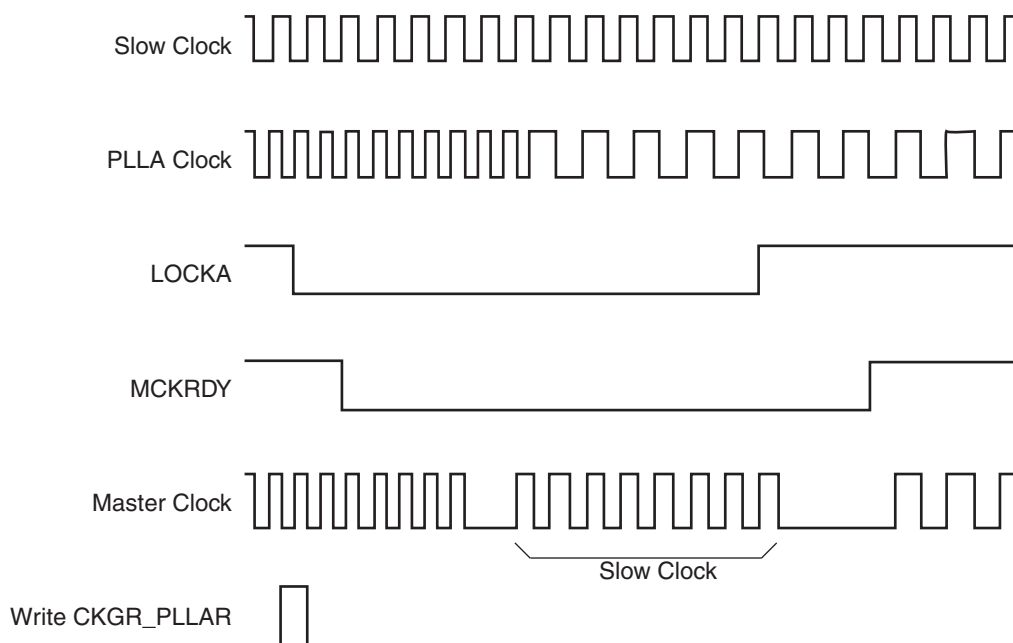 Slow Clock
PLLA Clock
LOCKA
MCKRDY
Master Clock
Slow Clock
Write CKGR_PLLAR